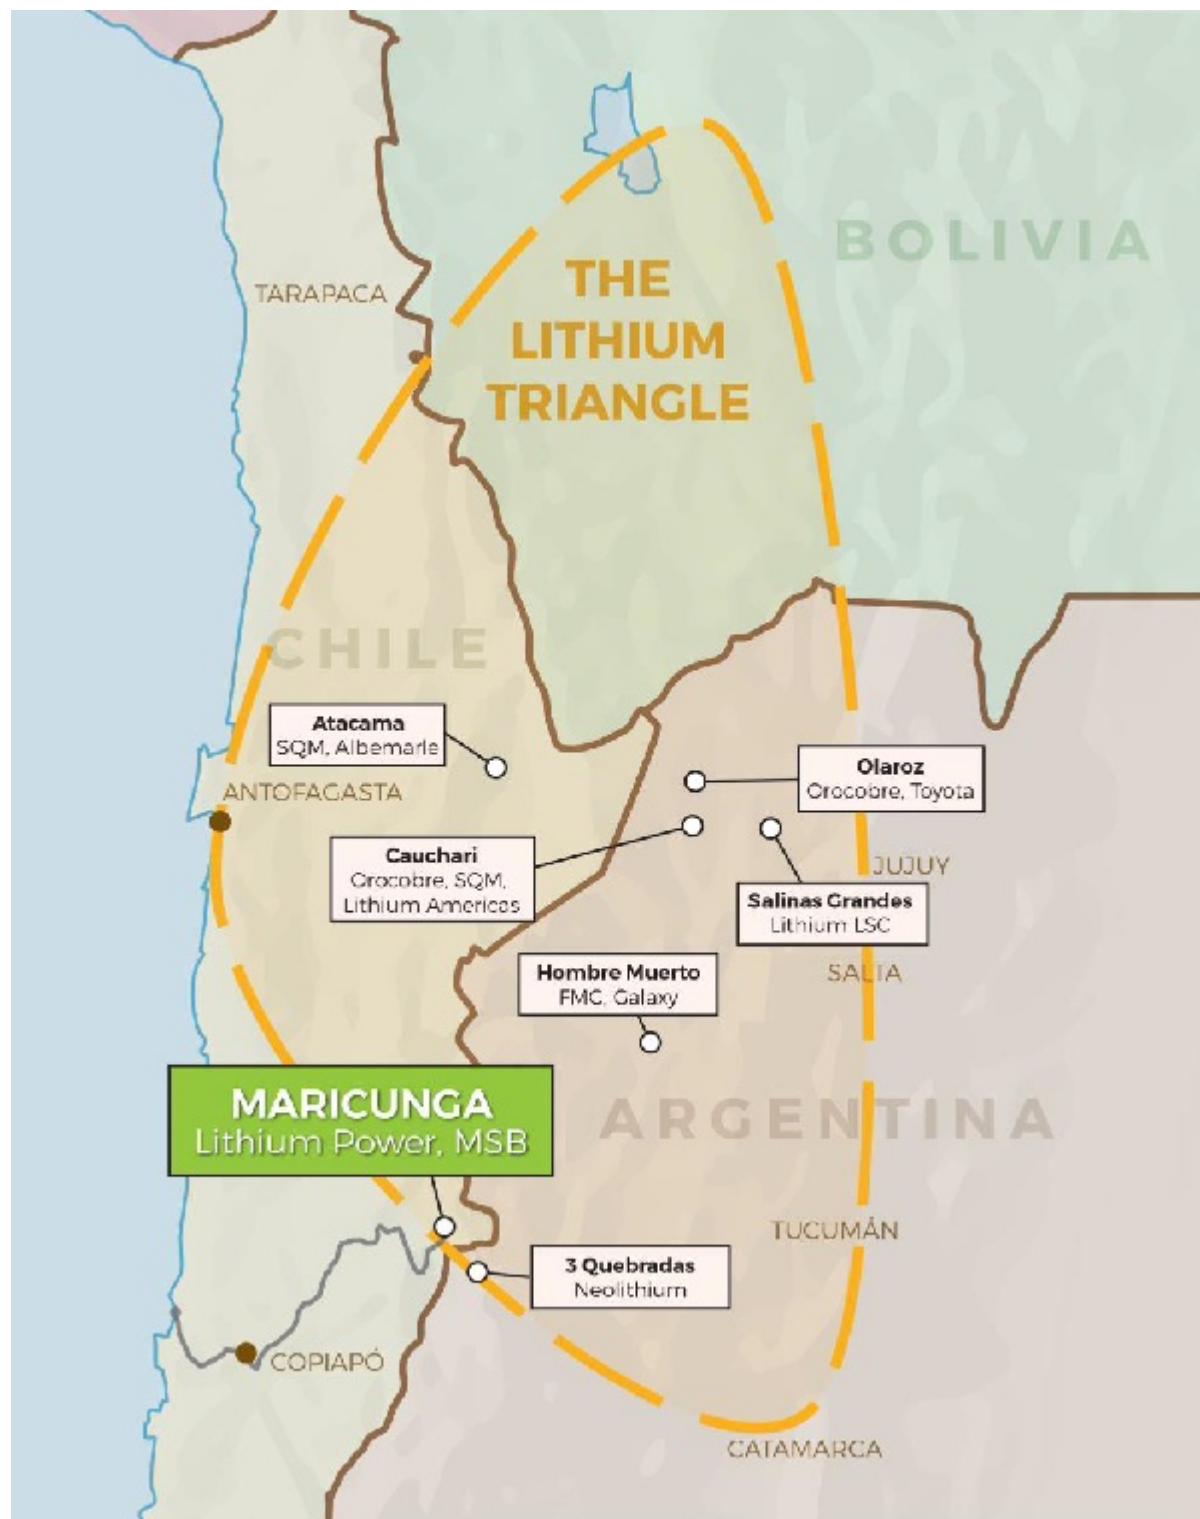 BOLIVIA
THE
LITHIUM
TRIANGLE
TARAPACA
CHILE
Atacama
SQM, Albemarle
ANTOFAGASTA
Olaroz
Orocobre, Toyota
Cauchari
Orocobre, SQM,
Lithium Americas
JUJUY
Salinas Grandes
Lithium LSC
SALTA
Hombre Muerto
FMC, Galaxy
MARICUNGA
Lithium Power, MSB
ARGENTINA
TUCUMÁN
3 Quebradas
Neolithium
COPIAPÓ
CATAMARCA